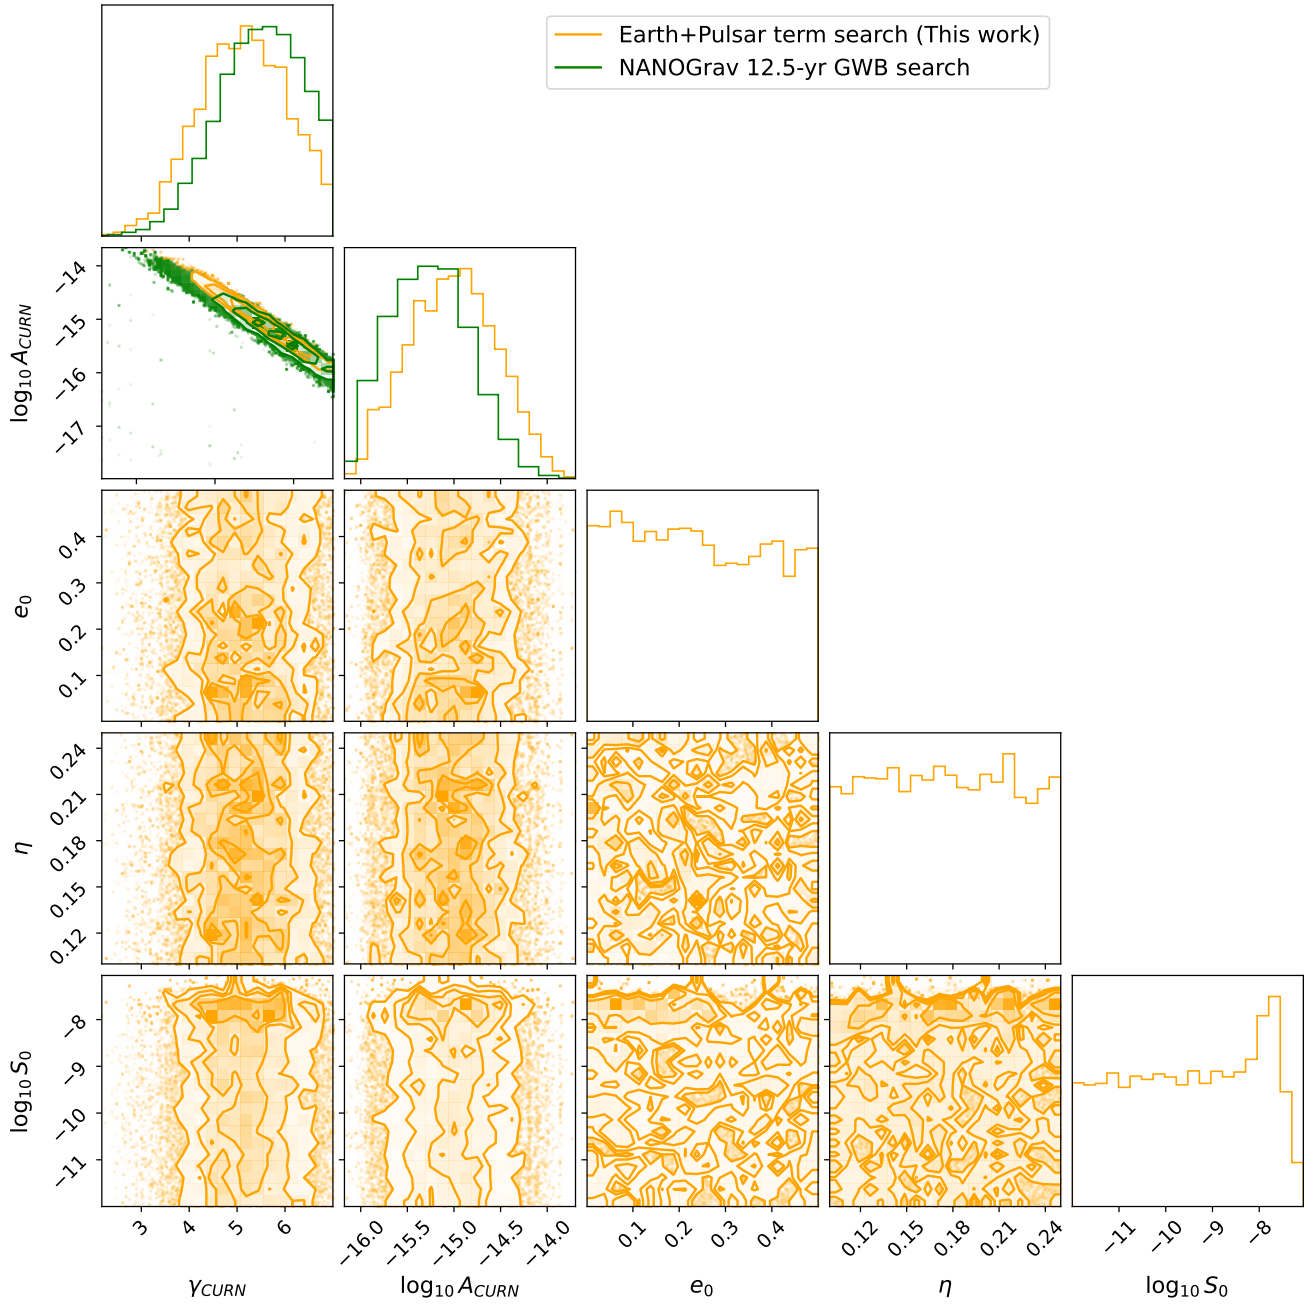 Earth+Pulsar term search (This work)
NANOGrav 12.5-yr GWB search
log₁₀ A_CURN
−14
−15
−16
−17
e₀
0.4
0.3
0.2
0.1
η
0.24
0.21
0.18
0.15
0.12
log₁₀ S₀
−8
−9
−10
−11
3 4 5 6
−16.0 −15.5 −15.0 −14.5 −14.0
0.1 0.2 0.3 0.4
0.12 0.15 0.18 0.21 0.24
−11 −10 −9 −8
γ_CURN
log₁₀ A_CURN
e₀
η
log₁₀ S₀